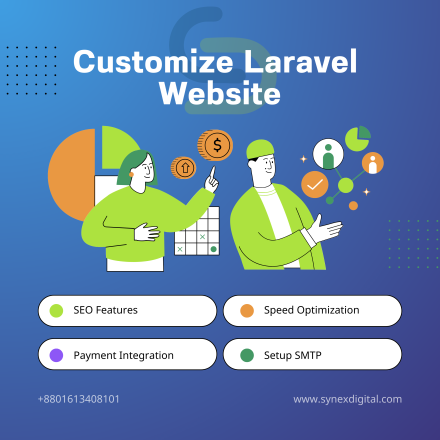 Customize Laravel
Website
$
SEO Features
Speed Optimization
Payment Integration
Setup SMTP
+8801613408101
www.synexdigital.com